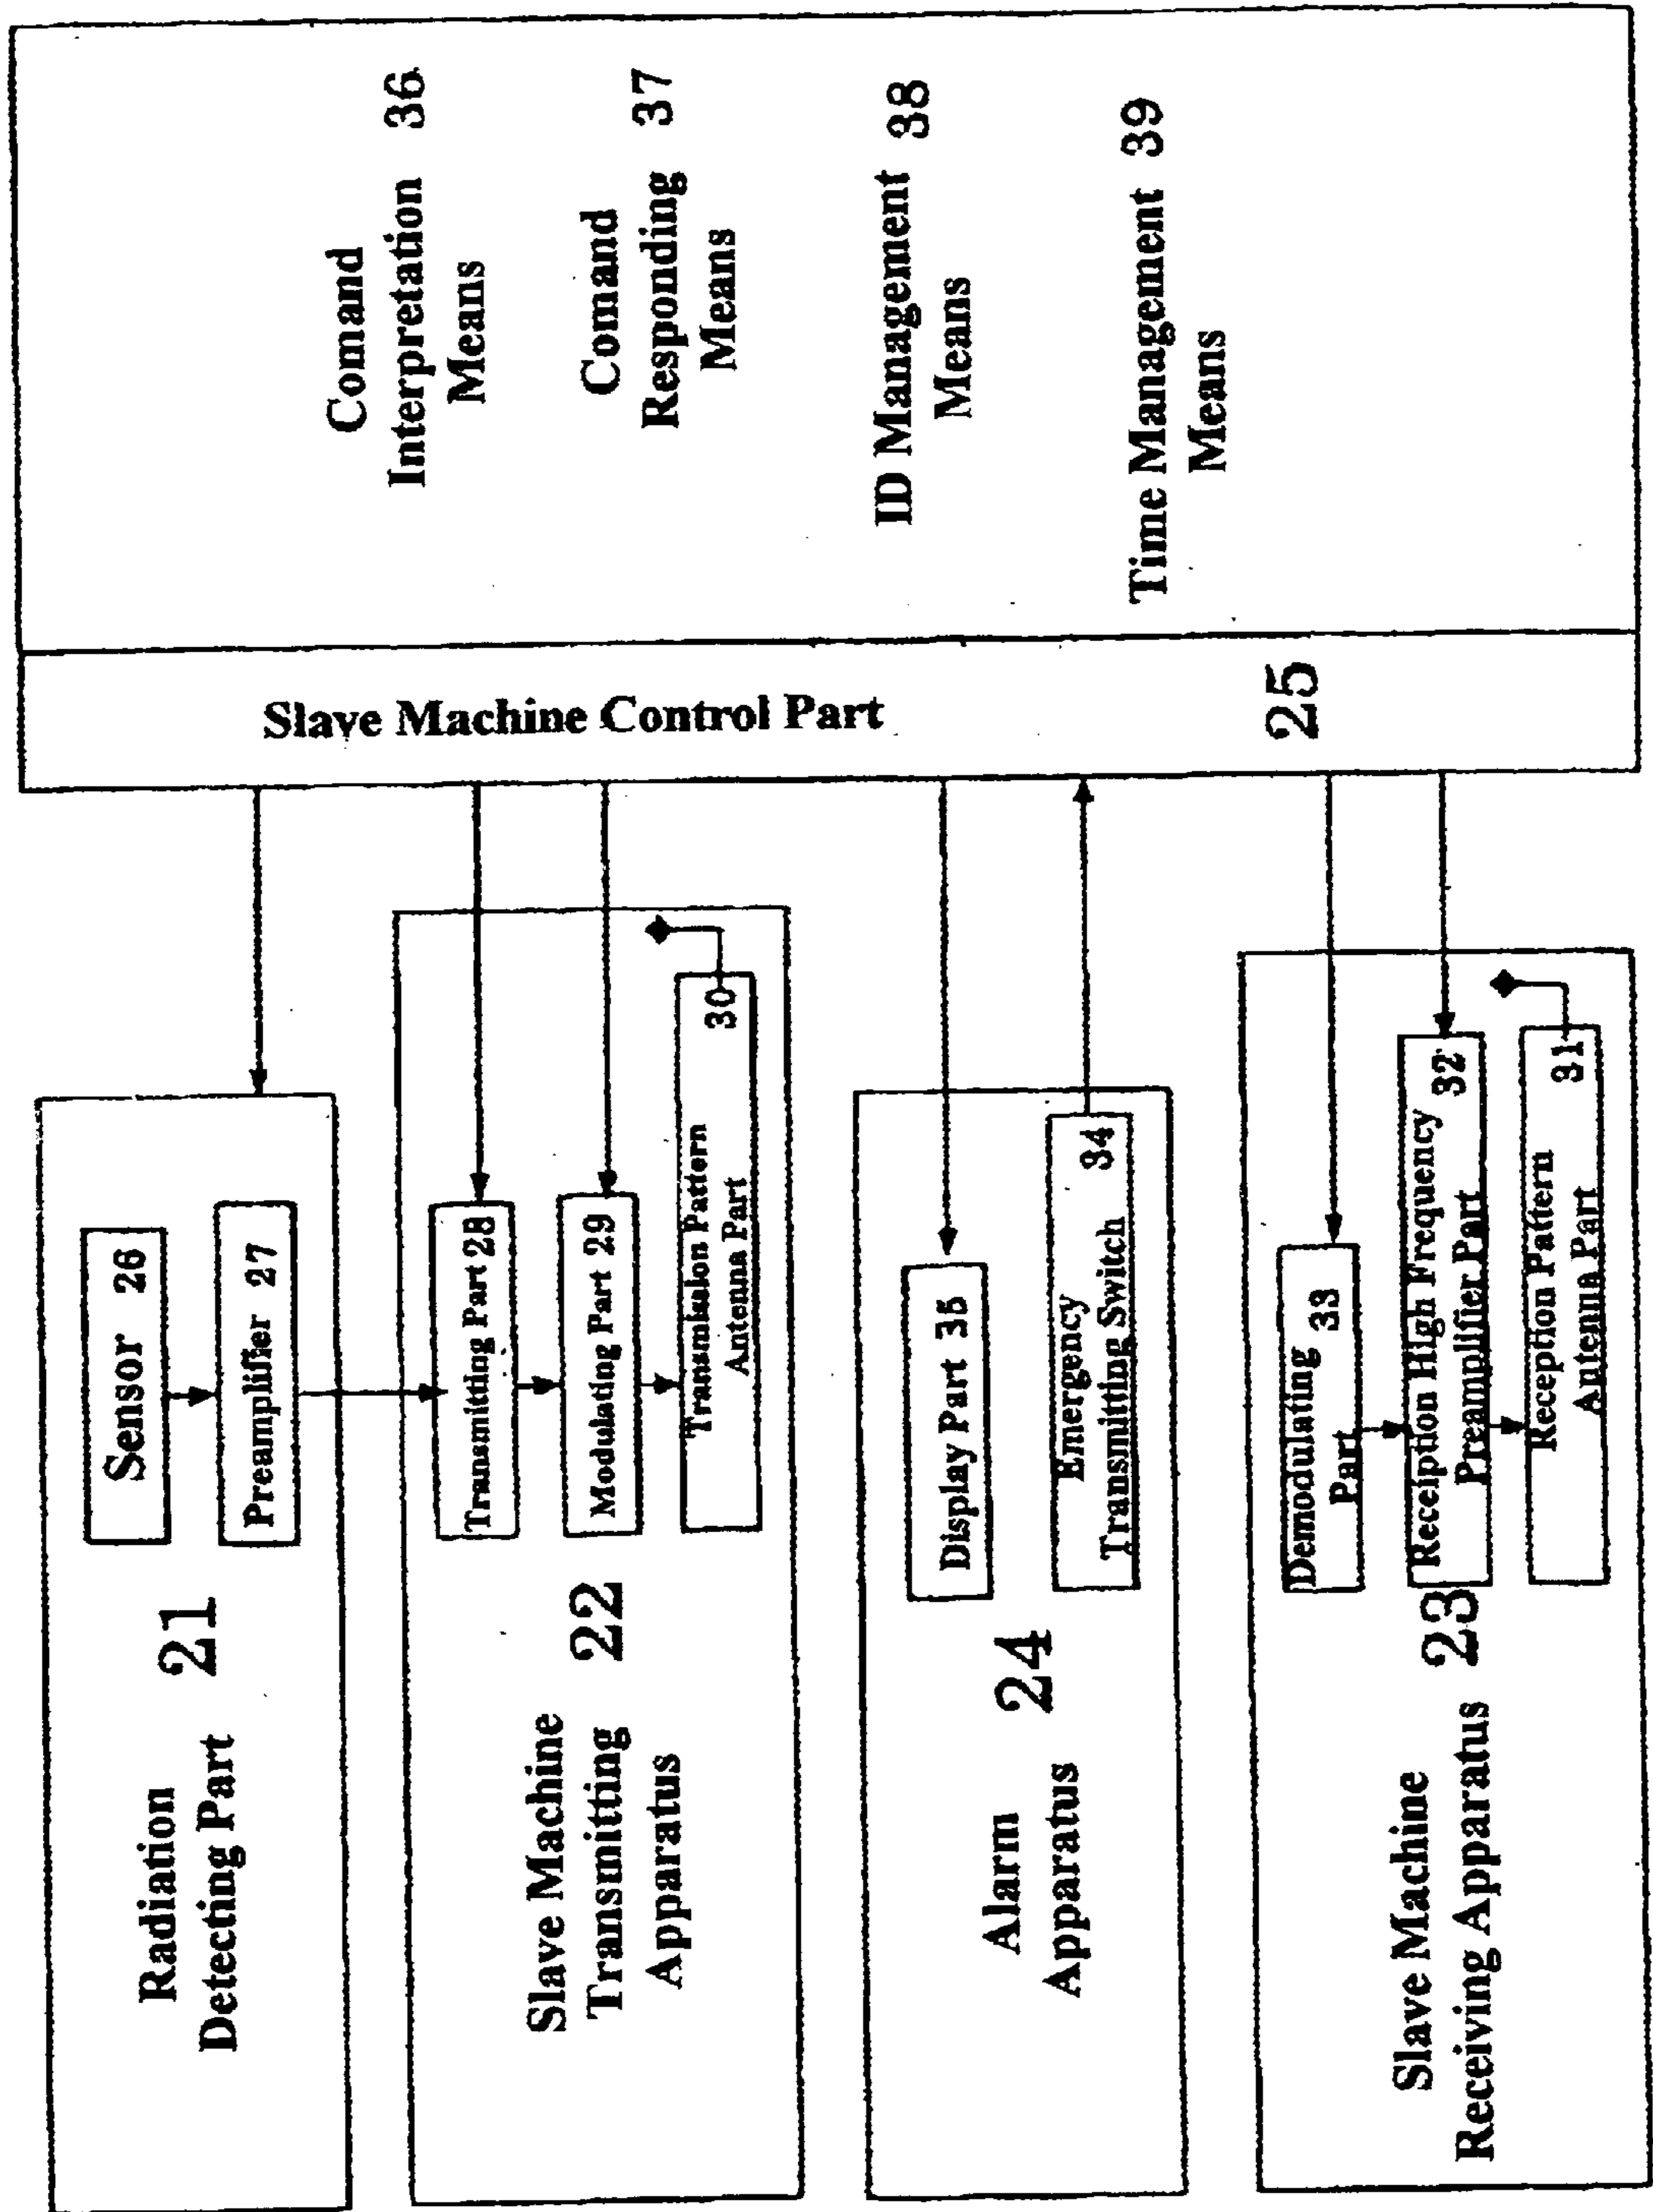 Radiation
Detecting Part 21
Sensor 26
Preamplifier 27
Slave Machine
Transmitting 22
Apparatus
Transmitting Part 28
Modulating Part 29
Transmission Pattern 30
Antenna Part
Alarm 24
Apparatus
Display Part 35
Emergency 34
Transmitting Switch
Slave Machine
Receiving Apparatus 23
Demodulating 33
Part
Receiption High Frequency 32
Preamplifier Part
Reception Pattern 31
Antenna Part
Slave Machine Control Part 25
Comand
Interpretation 36
Means
Comand
Responding 37
Means
ID Management 38
Means
Time Management 39
Means